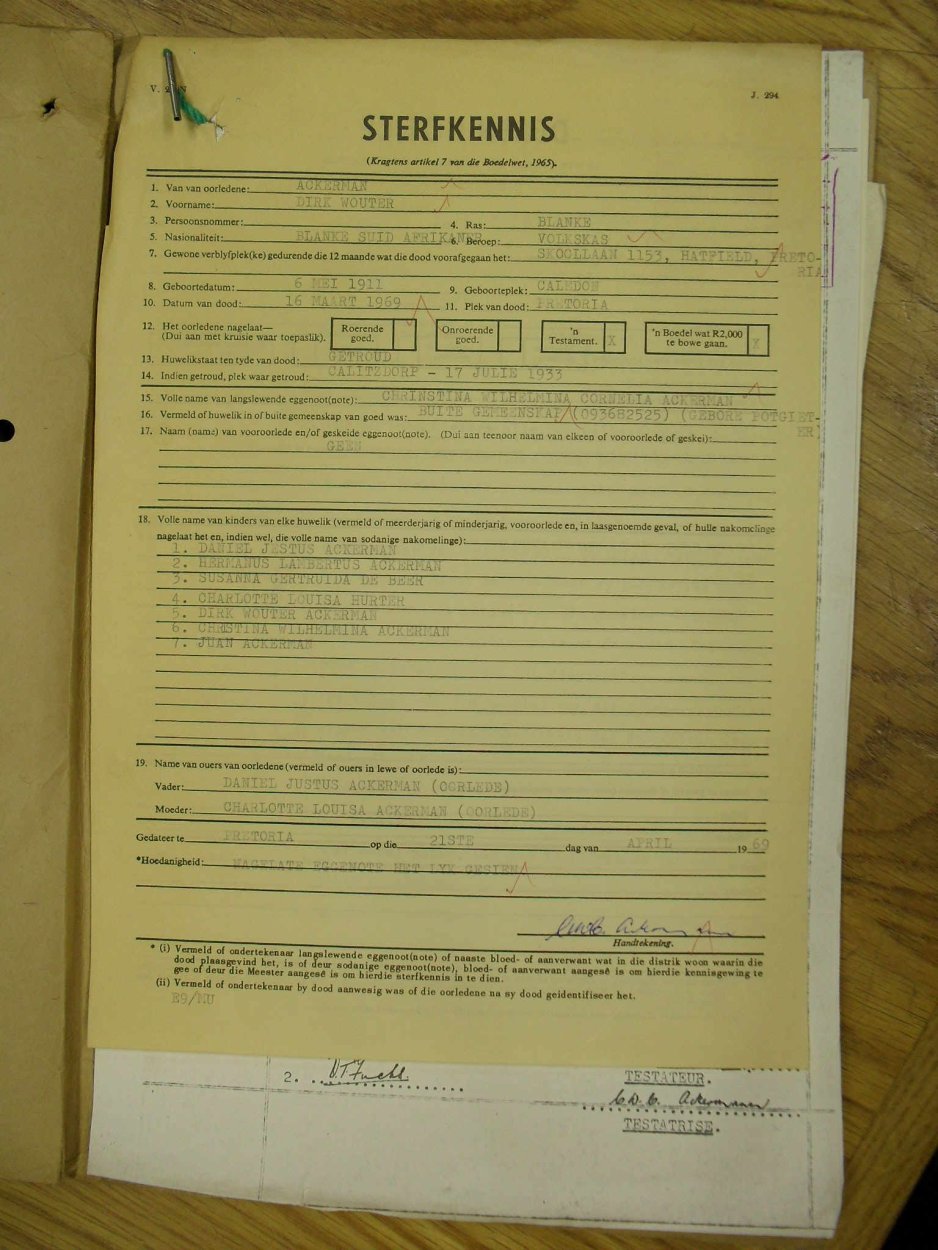 V. J. 294
STERFKENNIS
(Kragtens artikel 7 van die Boedelwet, 1965).
1. Van van oorledene: ACKERMAN
2. Voorname: DIRK WOUTER
3. Persoonsnommer: 4. Ras: BLANKE
5. Nasionaliteit: BLANKE SUID AFRIKANER 6. Beroep: VOLKSKAS
7. Gewone verblyfplek(ke) gedurende die 12 maande wat die dood voorafgegaan het: SKOOLLAAN 1153, HATFIELD, PRETO-
RIA
8. Geboortedatum: 6 MEI 1911 9. Geboorteplek: CALEDON
10. Datum van dood: 16 MAART 1969 11. Plek van dood: PRETORIA
12. Het oorledene nagelaat— Roerende Onroerende 'n 'n Boedel wat R2,000
(Dui aan met kruisie waar toepaslik). goed. goed. Testament. X te bowe gaan. X
13. Huwelikstaat ten tyde van dood: GETROUD
14. Indien getroud, plek waar getroud: CALITZDORP - 17 JULIE 1933
15. Volle name van langslewende eggenoot(note): CHRINSTINA WILHELMINA CORNELIA ACKERMAN
16. Vermeld of huwelik in of buite gemeenskap van goed was: BUITE GEMEENSKAP (093682525) (GEBORE POTGIET-
ER)
17. Naam (name) van vooroorlede en/of geskeide eggenoot(note). (Dui aan teenoor naam van elkeen of vooroorlede of geskei):
GEEN
18. Volle name van kinders van elke huwelik (vermeld of meerderjarig of minderjarig, vooroorlede en, in laasgenoemde geval, of hulle nakomelinge
nagelaat het en, indien wel, die volle name van sodanige nakomelinge):
1. DANIEL JESTUS ACKERMAN
2. HERMANUS LAMBERTUS ACKERMAN
3. SUSANNA GERTRUIDA DE BEER
4. CHARLOTTE LOUISA HURTER
5. DIRK WOUTER ACKERMAN
6. CHRISTINA WILHELMINA ACKERMAN
7. JUAN ACKERMAN
19. Name van ouers van oorledene (vermeld of ouers in lewe of oorlede is):
Vader: DANIEL JUSTUS ACKERMAN (OORLEDE)
Moeder: CHARLOTTE LOUISA ACKERMAN (OORLEDE)
Gedateer te PRETORIA op die 21STE dag van APRIL 19 69
*Hoedanigheid: NAGELATE EGGENOTE HET LYK GESIEN
Handtekening.
* (i) Vermeld of ondertekenaar langslewende eggenoot(note) of naaste bloed- of aanverwant wat in die distrik woon waarin die
dood plaasgevind het, is of deur sodanige eggenoot(note), bloed- of aanverwant aangesê is om hierdie kennisgewing te
gee of deur die Meester aangesê is om hierdie sterfkennis in te dien.
(ii) Vermeld of ondertekenaar by dood aanwesig was of die oorledene na sy dood geidentifiseer het.
E9/MU
2. TESTATEUR.
TESTATRISE.